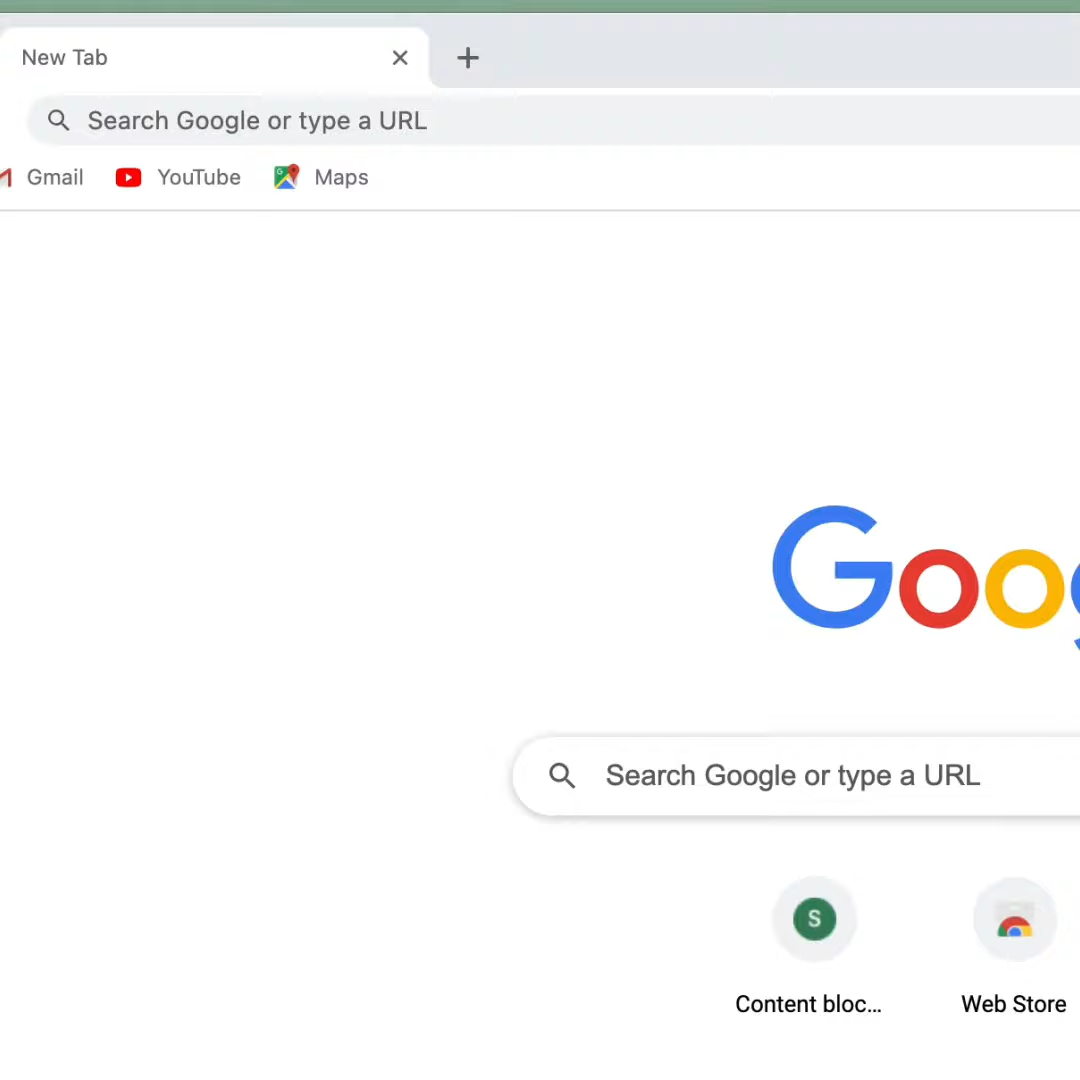 New Tab
Search Google or type a URL
Gmail YouTube Maps
Goo
Search Google or type a URL
S
Content bloc...
Web Store